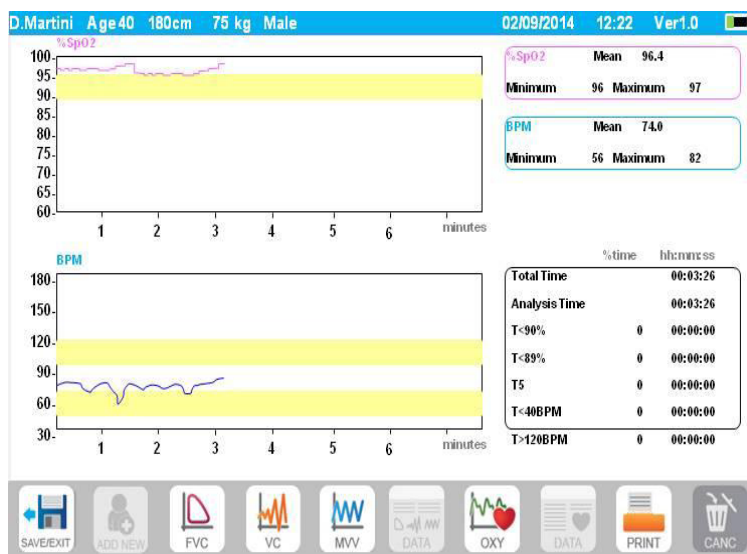 D.Martini Age 40 180cm 75 kg Male 02/09/2014 12:22 Ver1.0
%SpO2
100
95
90
85
80
75
70
65
60
1 2 3 4 5 6 minutes
%SpO2 Mean 96.4
Minimum 96 Maximum 97
BPM Mean 74.0
Minimum 56 Maximum 82
BPM
180
150
120
90
60
30
1 2 3 4 5 6 minutes
%time hh:mm:ss
Total Time 00:03:26
Analysis Time 00:03:26
T<90% 0 00:00:00
T<89% 0 00:00:00
T5 0 00:00:00
T<40BPM 0 00:00:00
T>120BPM 0 00:00:00
SAVE/EXIT ADD NEW FVC VC MVV DATA OXY DATA PRINT CANC